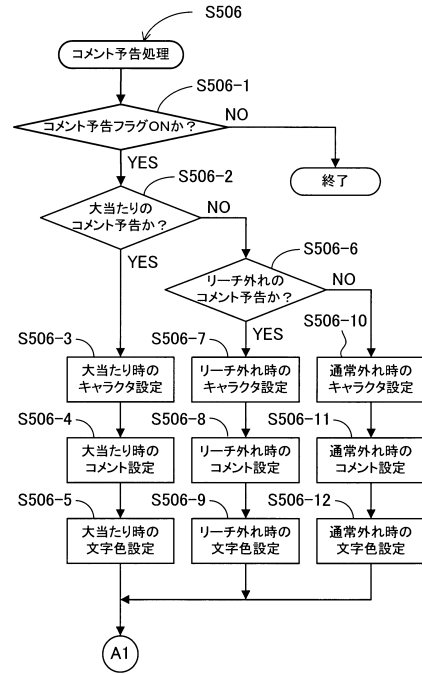 S506
コメント予告処理
S506-1
コメント予告フラグONか?
NO
YES
終了
S506-2
大当たりの
コメント予告か?
NO
YES
S506-6
リーチ外れの
コメント予告か?
NO
YES
S506-3
大当たり時の
キャラクタ設定
S506-7
リーチ外れ時の
キャラクタ設定
S506-10
通常外れ時の
キャラクタ設定
S506-4
大当たり時の
コメント設定
S506-8
リーチ外れ時の
コメント設定
S506-11
通常外れ時の
コメント設定
S506-5
大当たり時の
文字色設定
S506-9
リーチ外れ時の
文字色設定
S506-12
通常外れ時の
文字色設定
A1